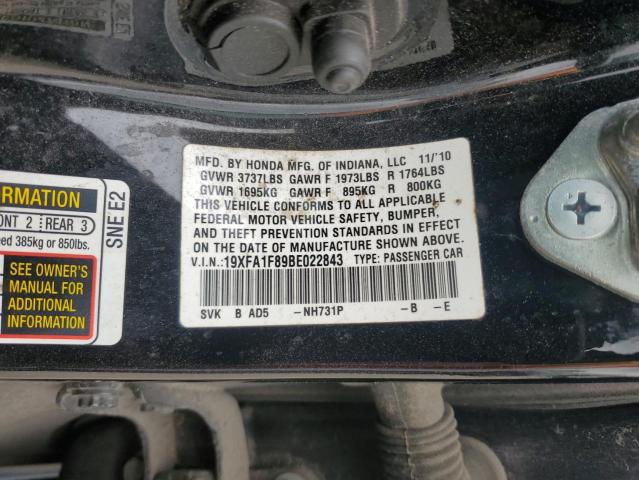 MFD. BY HONDA MFG. OF INDIANA, LLC 11/'10
GVWR 3737LBS GAWR F 1973LBS R 1764LBS
GVWR 1695KG GAWR F 895KG R 800KG
THIS VEHICLE CONFORMS TO ALL APPLICABLE
FEDERAL MOTOR VEHICLE SAFETY, BUMPER,
AND THEFT PREVENTION STANDARDS IN EFFECT
ON THE DATE OF MANUFACTURE SHOWN ABOVE.
V.I.N.:19XFA1F89BE022843 TYPE: PASSENGER CAR
SVK B AD5 -NH731P -B -E
RMATION
ONT 2 REAR 3
eed 385kg or 850lbs.
SEE OWNER'S
MANUAL FOR
ADDITIONAL
INFORMATION
SNE E2